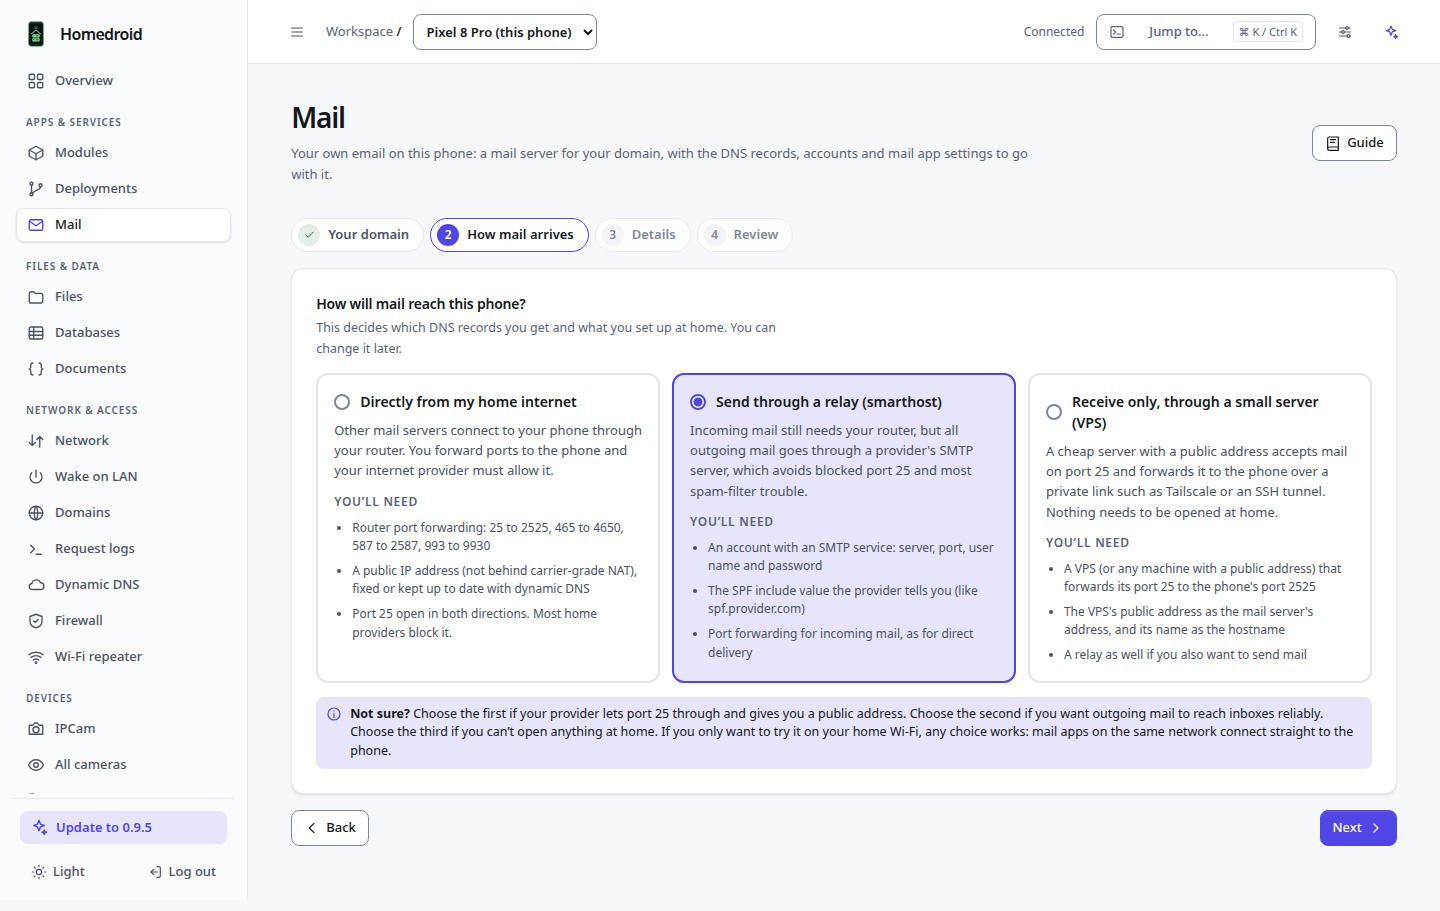 Homedroid
Overview
APPS & SERVICES
Modules
Deployments
Mail
FILES & DATA
Files
Databases
Documents
NETWORK & ACCESS
Network
Wake on LAN
Domains
Request logs
Dynamic DNS
Firewall
Wi-Fi repeater
DEVICES
IPCam
All cameras
Update to 0.9.5
Light
Log out
Workspace /
Pixel 8 Pro (this phone)
Connected
Jump to...
⌘ K / Ctrl K
Mail
Your own email on this phone: a mail server for your domain, with the DNS records, accounts and mail app settings to go
with it.
Guide
Your domain
2 How mail arrives
3 Details
4 Review
How will mail reach this phone?
This decides which DNS records you get and what you set up at home. You can
change it later.
Directly from my home internet
Other mail servers connect to your phone through
your router. You forward ports to the phone and
your internet provider must allow it.
YOU'LL NEED
• Router port forwarding: 25 to 2525, 465 to 4650,
587 to 2587, 993 to 9930
• A public IP address (not behind carrier-grade NAT),
fixed or kept up to date with dynamic DNS
• Port 25 open in both directions. Most home
providers block it.
Send through a relay (smarthost)
Incoming mail still needs your router, but all
outgoing mail goes through a provider's SMTP
server, which avoids blocked port 25 and most
spam-filter trouble.
YOU'LL NEED
• An account with an SMTP service: server, port, user
name and password
• The SPF include value the provider tells you (like
spf.provider.com)
• Port forwarding for incoming mail, as for direct
delivery
Receive only, through a small server
(VPS)
A cheap server with a public address accepts mail
on port 25 and forwards it to the phone over a
private link such as Tailscale or an SSH tunnel.
Nothing needs to be opened at home.
YOU'LL NEED
• A VPS (or any machine with a public address) that
forwards its port 25 to the phone's port 2525
• The VPS's public address as the mail server's
address, and its name as the hostname
• A relay as well if you also want to send mail
Not sure? Choose the first if your provider lets port 25 through and gives you a public address. Choose the second if you want outgoing mail to reach inboxes reliably.
Choose the third if you can't open anything at home. If you only want to try it on your home Wi-Fi, any choice works: mail apps on the same network connect straight to the
phone.
Back
Next